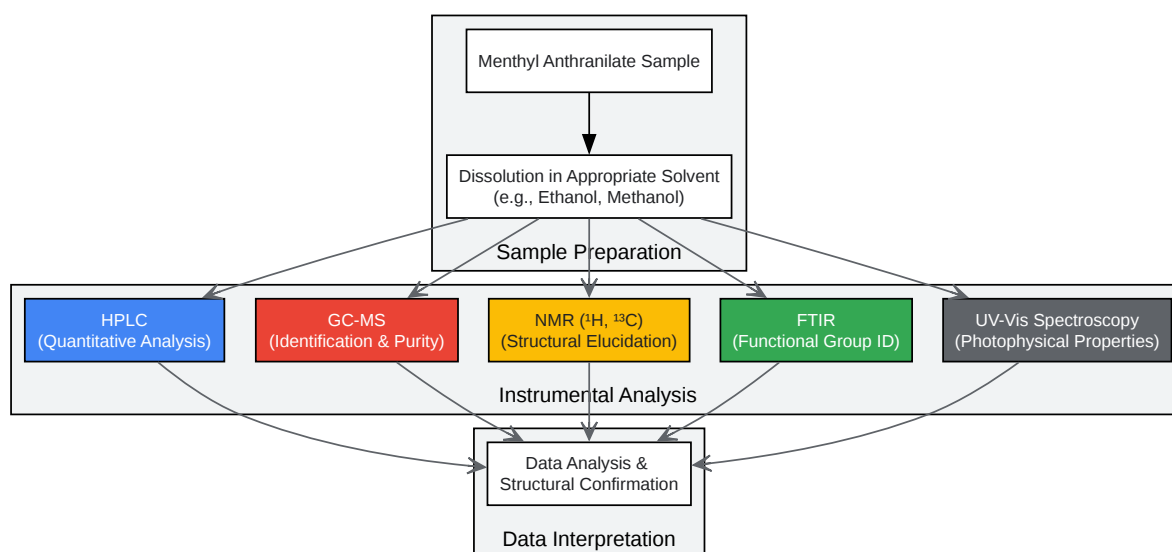 Menthyl Anthranilate Sample
Dissolution in Appropriate Solvent
(e.g., Ethanol, Methanol)
Sample Preparation
HPLC
(Quantitative Analysis)
GC-MS
(Identification & Purity)
NMR (¹H, ¹³C)
(Structural Elucidation)
FTIR
(Functional Group ID)
UV-Vis Spectroscopy
(Photophysical Properties)
Instrumental Analysis
Data Analysis &
Structural Confirmation
Data Interpretation